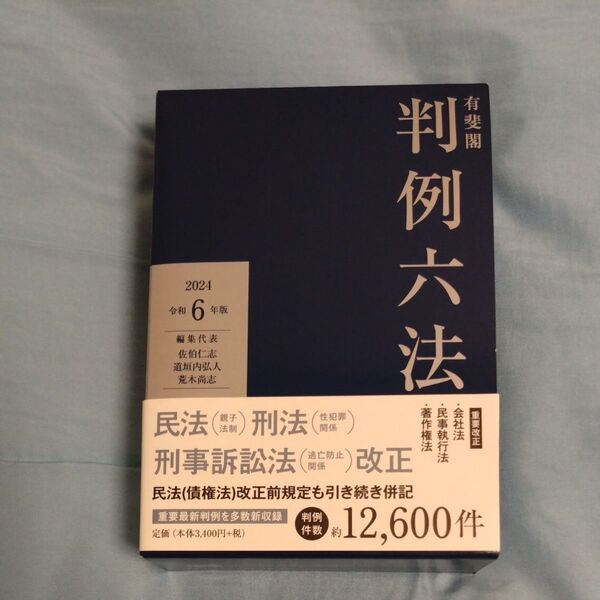 有斐閣
判例六法
2024
令和6年版
編集代表
佐伯仁志
道垣内弘人
荒木尚志
民法(親子法制) 刑法(性犯罪関係)
刑事訴訟法(逃亡防止関係) 改正
重要改正
・会社法
・民事執行法
・著作権法
民法(債権法)改正前規定も引き続き併記
重要最新判例を多数新収録
判例件数 約12,600件
定価(本体3,400円+税)